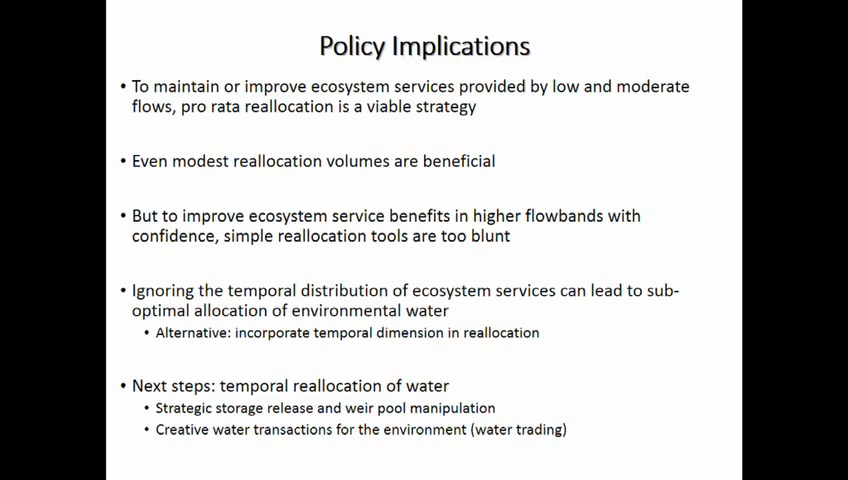 Policy Implications
• To maintain or improve ecosystem services provided by low and moderate
flows, pro rata reallocation is a viable strategy
• Even modest reallocation volumes are beneficial
• But to improve ecosystem service benefits in higher flowbands with
confidence, simple reallocation tools are too blunt
• Ignoring the temporal distribution of ecosystem services can lead to sub-
optimal allocation of environmental water
• Alternative: incorporate temporal dimension in reallocation
• Next steps: temporal reallocation of water
• Strategic storage release and weir pool manipulation
• Creative water transactions for the environment (water trading)